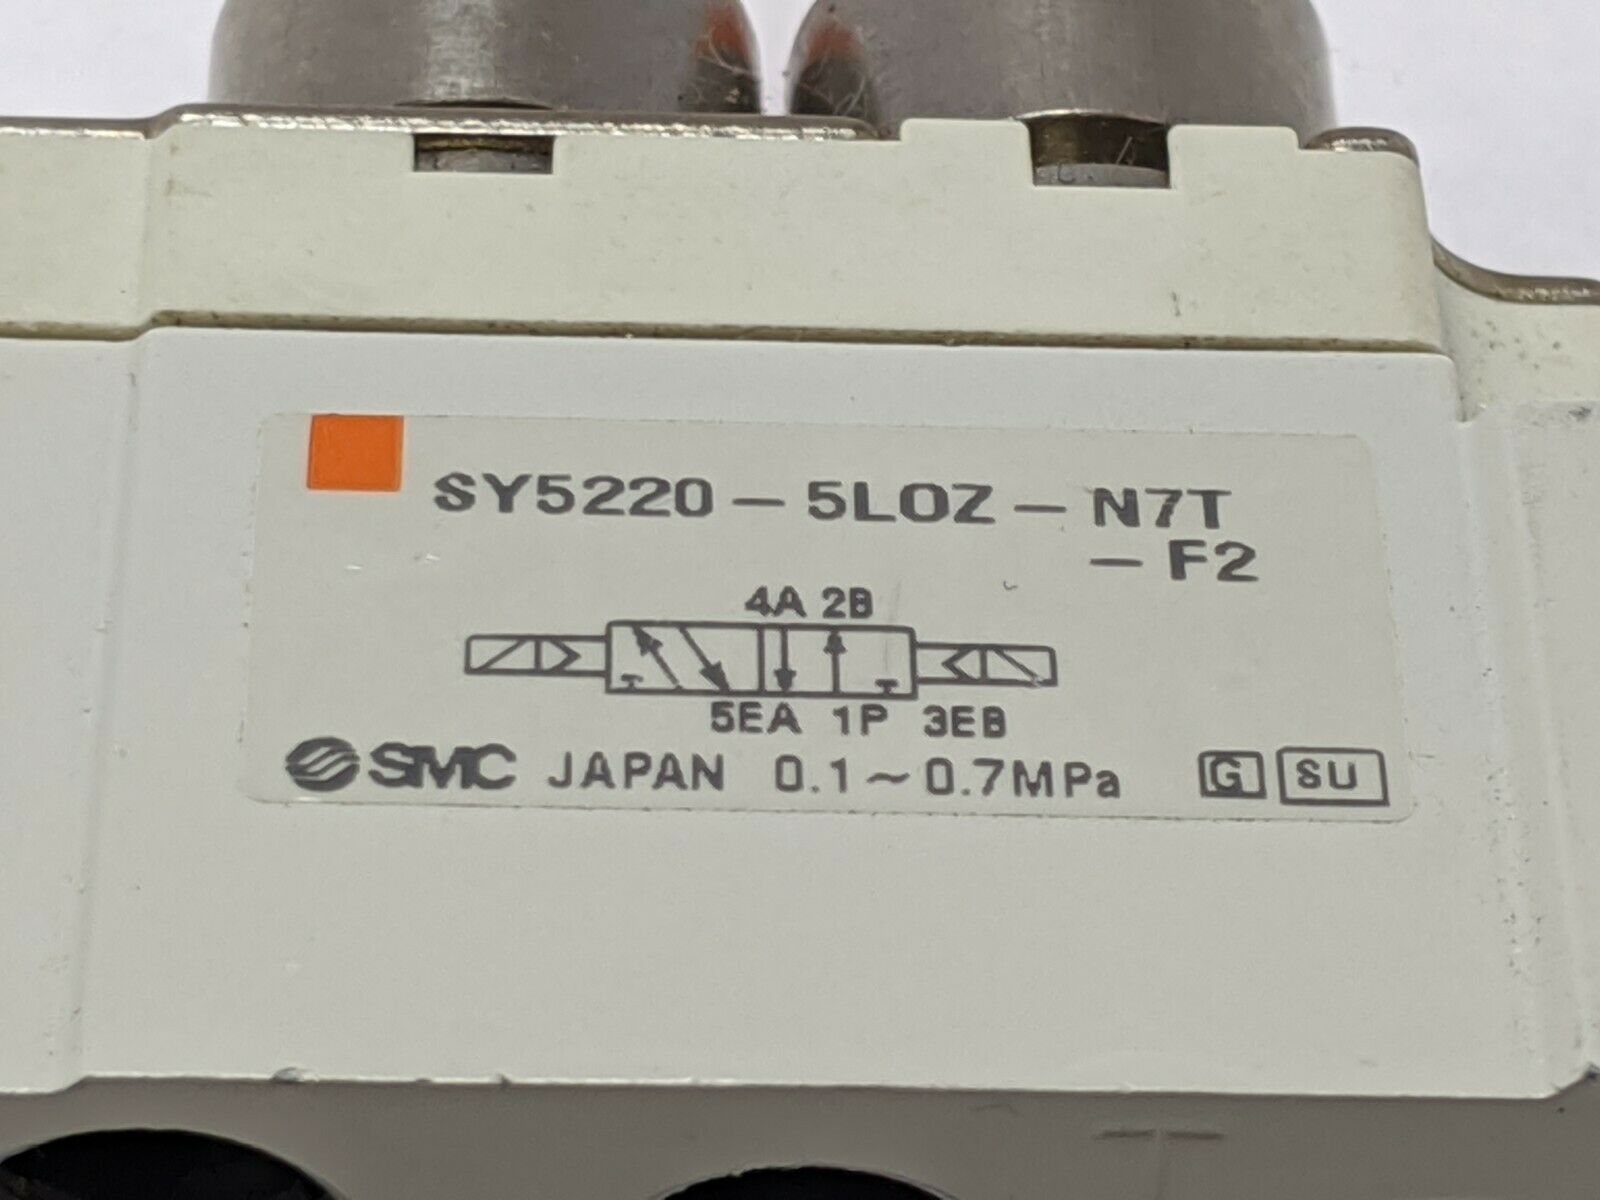 SY5220-5LOZ-N7T
-F2
4A 2B
5EA 1P 3EB
SMC JAPAN 0.1~0.7MPa G SU